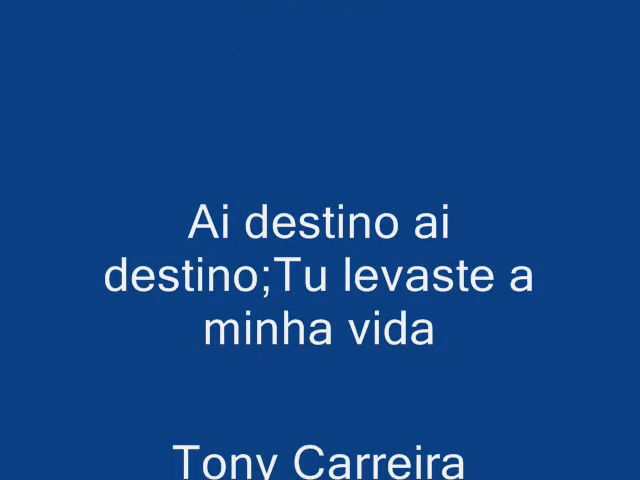 Ai destino ai
destino;Tu levaste a
minha vida
Tony Carreira